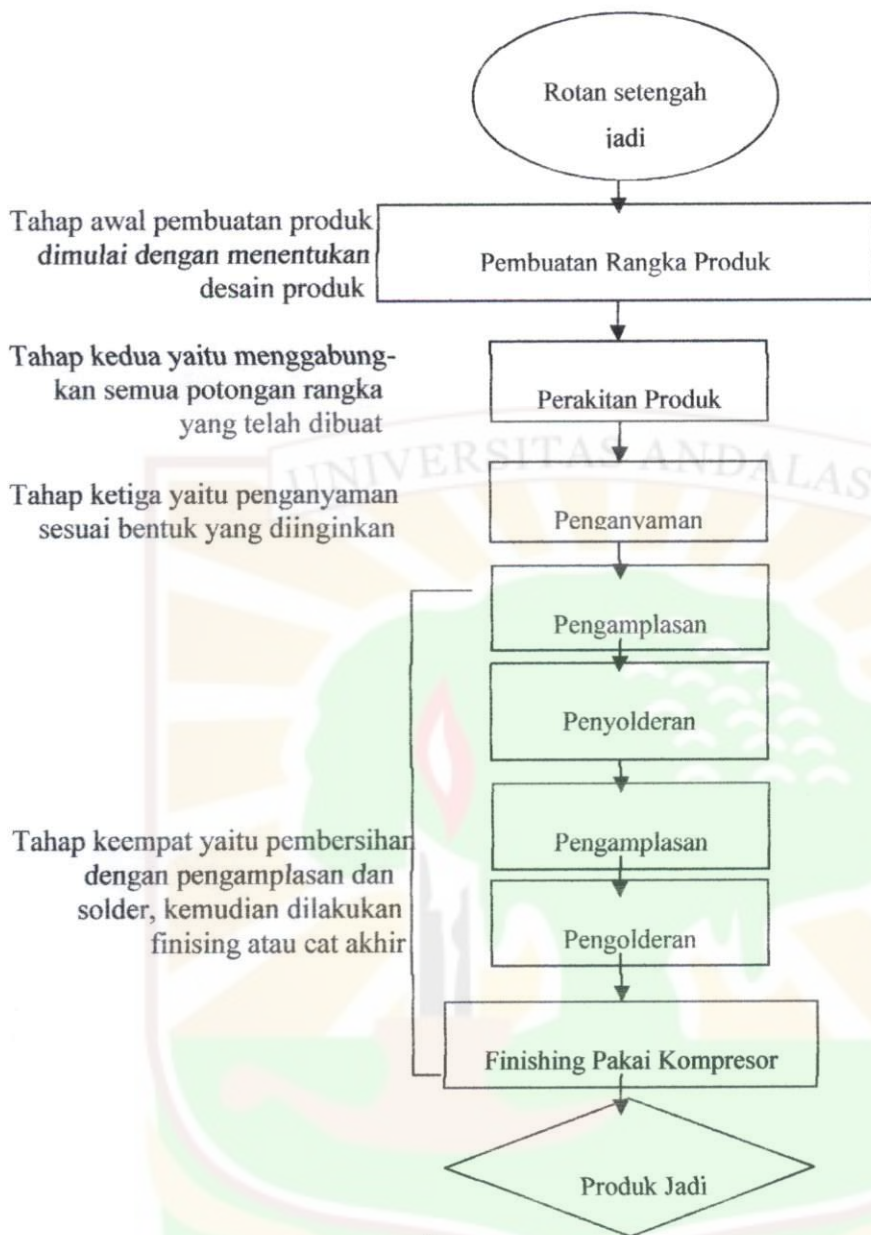 Rotan setengah
jadi
Tahap awal pembuatan produk
dimulai dengan menentukan
desain produk
Pembuatan Rangka Produk
Tahap kedua yaitu menggabung-
kan semua potongan rangka
yang telah dibuat
Perakitan Produk
UNIVERSITAS ANDALAS
Tahap ketiga yaitu penganyaman
sesuai bentuk yang diinginkan
Penganyaman
Pengamplasan
Penyolderan
Pengamplasan
Tahap keempat yaitu pembersihan
dengan pengamplasan dan
solder, kemudian dilakukan
finising atau cat akhir
Pengolderan
Finishing Pakai Kompresor
Produk Jadi